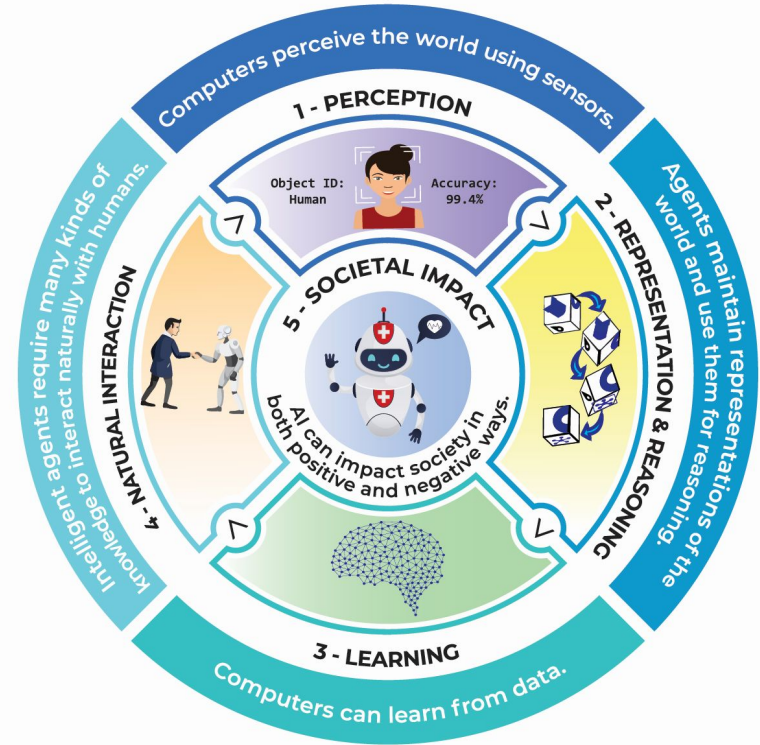 Computers perceive the world using sensors.
1 - PERCEPTION
Object ID:
Human
Accuracy:
99.4%
Agents maintain representations of the
world and use them for reasoning.
2 - REPRESENTATION & REASONING
3 - LEARNING
Computers can learn from data.
Intelligent agents require many kinds of
knowledge to interact naturally with humans.
4 - NATURAL INTERACTION
5 - SOCIETAL IMPACT
AI can impact society in
both positive and negative ways.